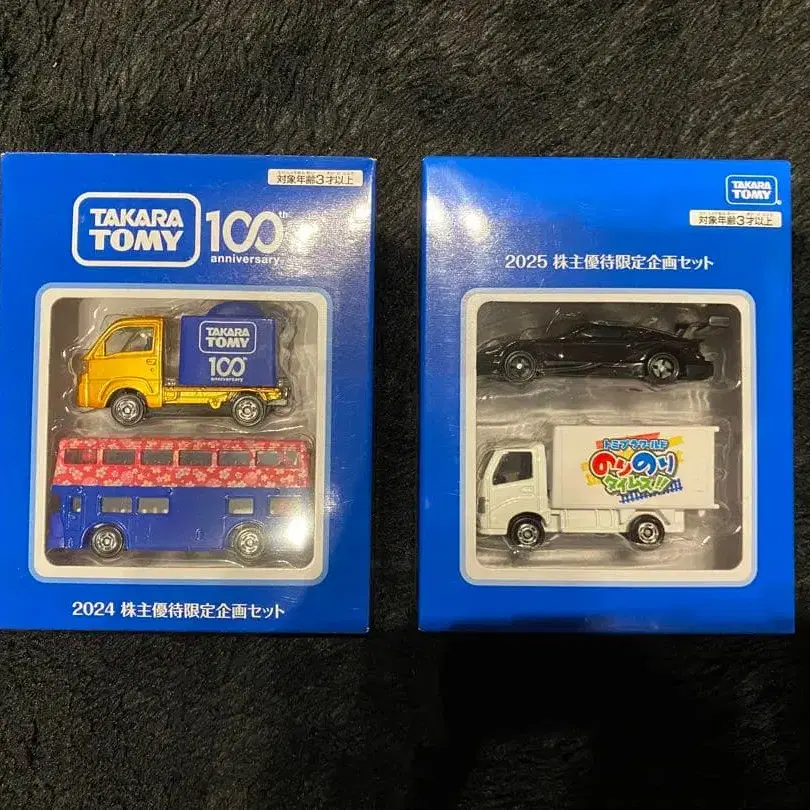 対象年齢3才以上
TAKARA
TOMY
100th
anniversary
TAKARA
TOMY
100th
anniversary
2024 株主優待限定企画セット
TAKARA
TOMY
対象年齢3才以上
2025 株主優待限定企画セット
トミプラワールド
のりのり
タイムズ!!